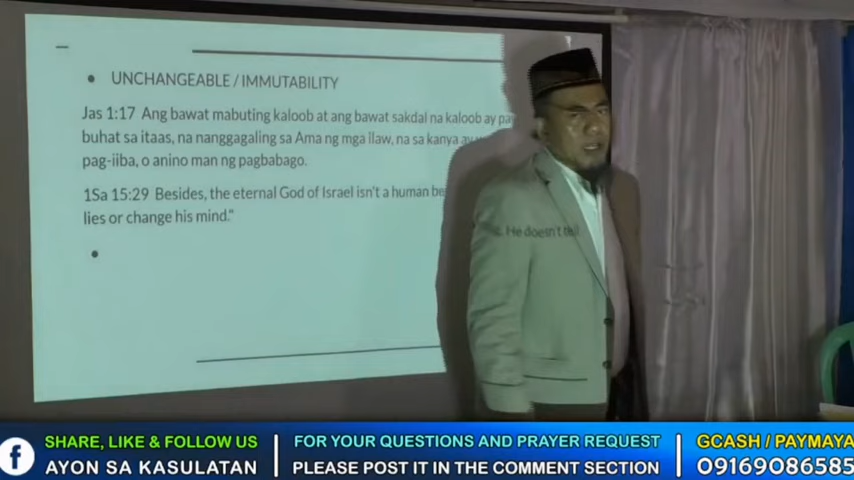 UNCHANGEABLE / IMMUTABILITY
Jas 1:17 Ang bawat mabuting kaloob at ang bawat sakdal na kaloob ay
buhat sa itaas, na nanggagaling sa Ama ng mga ilaw, na sa kanya ay
pag-iiba, o anino man ng pagbabago.
1Sa 15:29 Besides, the eternal God of Israel isn't a human
He doesn't tell
lies or change his mind."
SHARE, LIKE & FOLLOW US
AYON SA KASULATAN
FOR YOUR QUESTIONS AND PRAYER REQUEST
PLEASE POST IT IN THE COMMENT SECTION
GCASH / PAYMAYA
09169086585